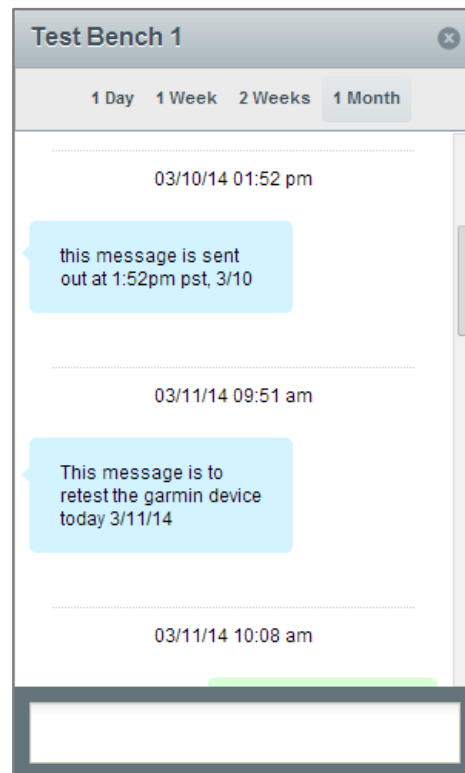 Test Bench 1
1 Day 1 Week 2 Weeks 1 Month
03/10/14 01:52 pm
this message is sent
out at 1:52pm pst, 3/10
03/11/14 09:51 am
This message is to
retest the garmin device
today 3/11/14
03/11/14 10:08 am